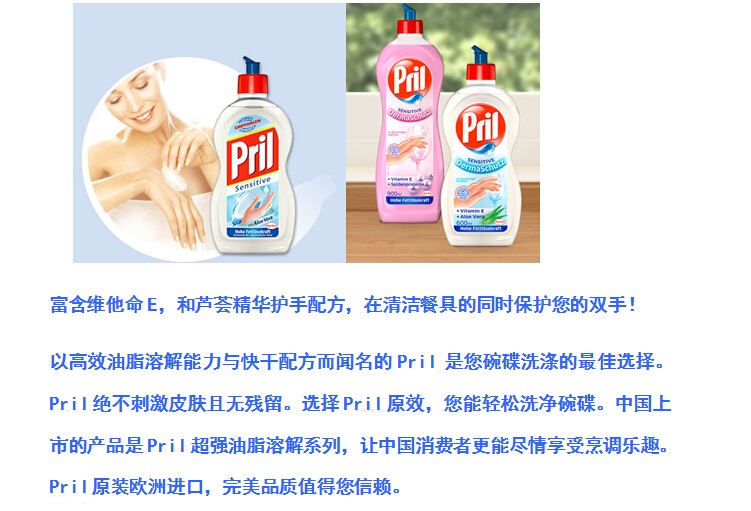 Pril
Sensitive
Aloe Vera
Hohe Fettlösekraft
Pril
SENSITIVE
DermaSchutz
• Vitamin E
• Seidenproteine
900ml
Hohe Fettlösekraft
Pril
SENSITIVE
DermaSchutz
• Vitamin E
• Aloe Vera
600ml
Hohe Fettlösekraft
富含维他命E，和芦荟精华护手配方，在清洁餐具的同时保护您的双手！
以高效油脂溶解能力与快干配方而闻名的Pril 是您碗碟洗涤的最佳选择。
Pril绝不刺激皮肤且无残留。选择Pril原效，您能轻松洗净碗碟。中国上
市的产品是Pril超强油脂溶解系列，让中国消费者更能尽情享受烹调乐趣。
Pril原装欧洲进口，完美品质值得您信赖。